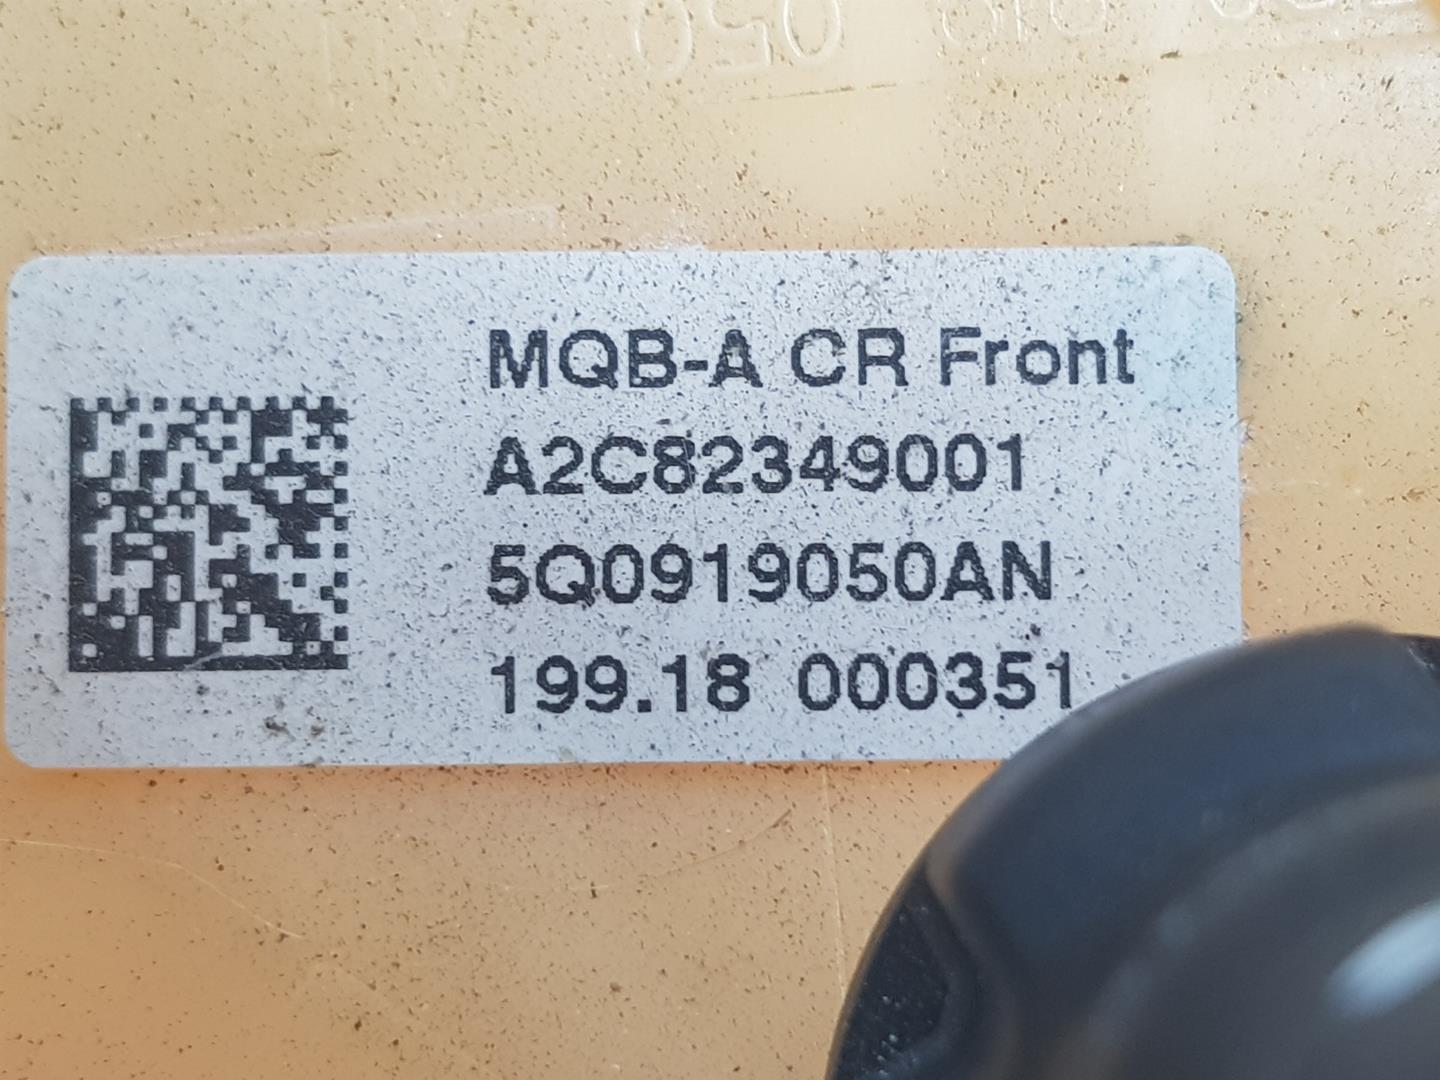 MQB-A CR Front
A2C82349001
5Q0919050AN
199.18 000351